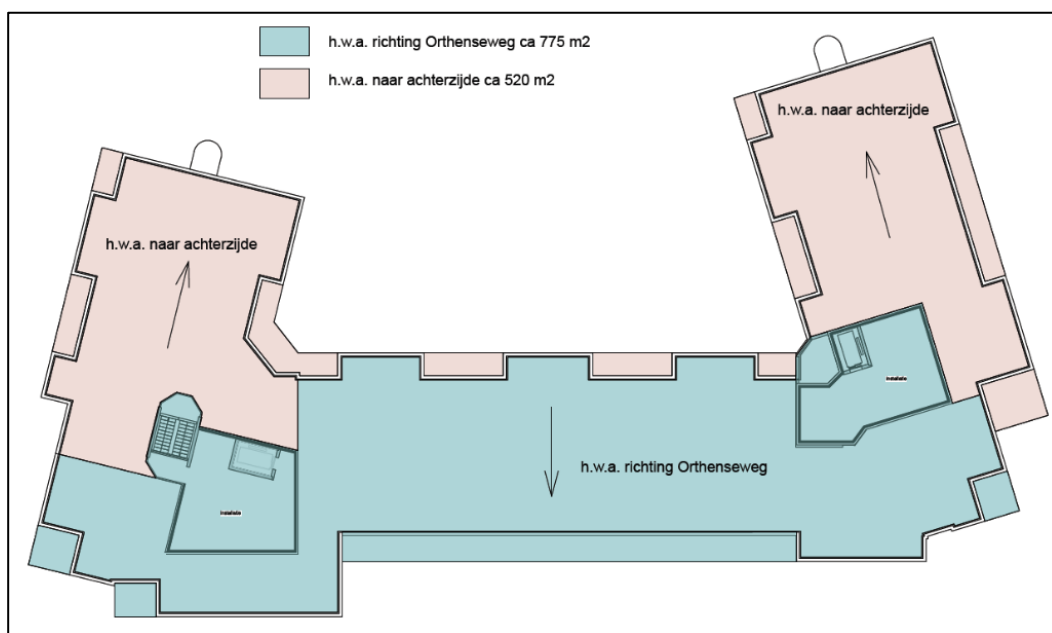 h.w.a. richting Orthenseweg ca 775 m2
h.w.a. naar achterzijde ca 520 m2
h.w.a. naar achterzijde
h.w.a. naar achterzijde
h.w.a. richting Orthenseweg